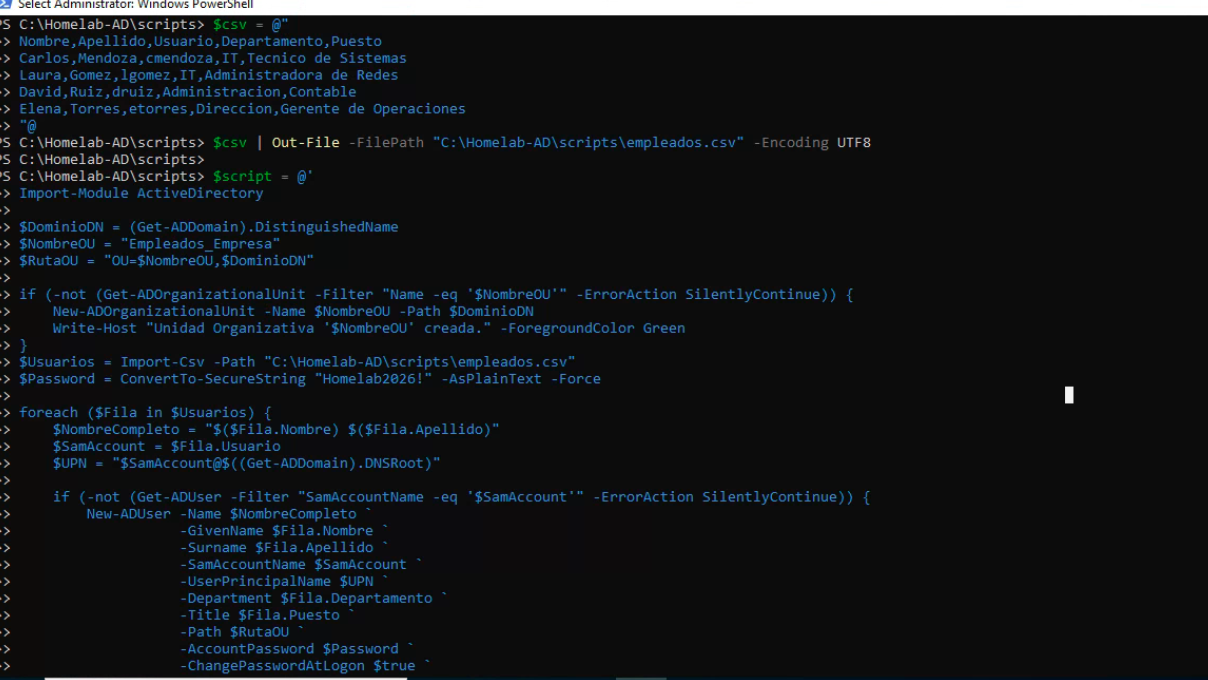 Select Administrator: Windows PowerShell
PS C:\Homelab-AD\scripts> $csv = @"
>> Nombre,Apellido,Usuario,Departamento,Puesto
>> Carlos,Mendoza,cmendoza,IT,Tecnico de Sistemas
>> Laura,Gomez,lgomez,IT,Administradora de Redes
>> David,Ruiz,druiz,Administracion,Contable
>> Elena,Torres,etorres,Direccion,Gerente de Operaciones
>> "@
PS C:\Homelab-AD\scripts> $csv | Out-File -FilePath "C:\Homelab-AD\scripts\empleados.csv" -Encoding UTF8
PS C:\Homelab-AD\scripts>
PS C:\Homelab-AD\scripts> $script = @'
>> Import-Module ActiveDirectory
>>
>> $DominioDN = (Get-ADDomain).DistinguishedName
>> $NombreOU = "Empleados_Empresa"
>> $RutaOU = "OU=$NombreOU,$DominioDN"
>>
>> if (-not (Get-ADOrganizationalUnit -Filter "Name -eq '$NombreOU'" -ErrorAction SilentlyContinue)) {
>>     New-ADOrganizationalUnit -Name $NombreOU -Path $DominioDN
>>     Write-Host "Unidad Organizativa '$NombreOU' creada." -ForegroundColor Green
>> }
>> $Usuarios = Import-Csv -Path "C:\Homelab-AD\scripts\empleados.csv"
>> $Password = ConvertTo-SecureString "Homelab2026!" -AsPlainText -Force
>>
>> foreach ($Fila in $Usuarios) {
>>     $NombreCompleto = "$($Fila.Nombre) $($Fila.Apellido)"
>>     $SamAccount = $Fila.Usuario
>>     $UPN = "$SamAccount@$((Get-ADDomain).DNSRoot)"
>>
>>     if (-not (Get-ADUser -Filter "SamAccountName -eq '$SamAccount'" -ErrorAction SilentlyContinue)) {
>>         New-ADUser -Name $NombreCompleto `
>>                    -GivenName $Fila.Nombre `
>>                    -Surname $Fila.Apellido `
>>                    -SamAccountName $SamAccount `
>>                    -UserPrincipalName $UPN `
>>                    -Department $Fila.Departamento `
>>                    -Title $Fila.Puesto `
>>                    -Path $RutaOU `
>>                    -AccountPassword $Password `
>>                    -ChangePasswordAtLogon $true `